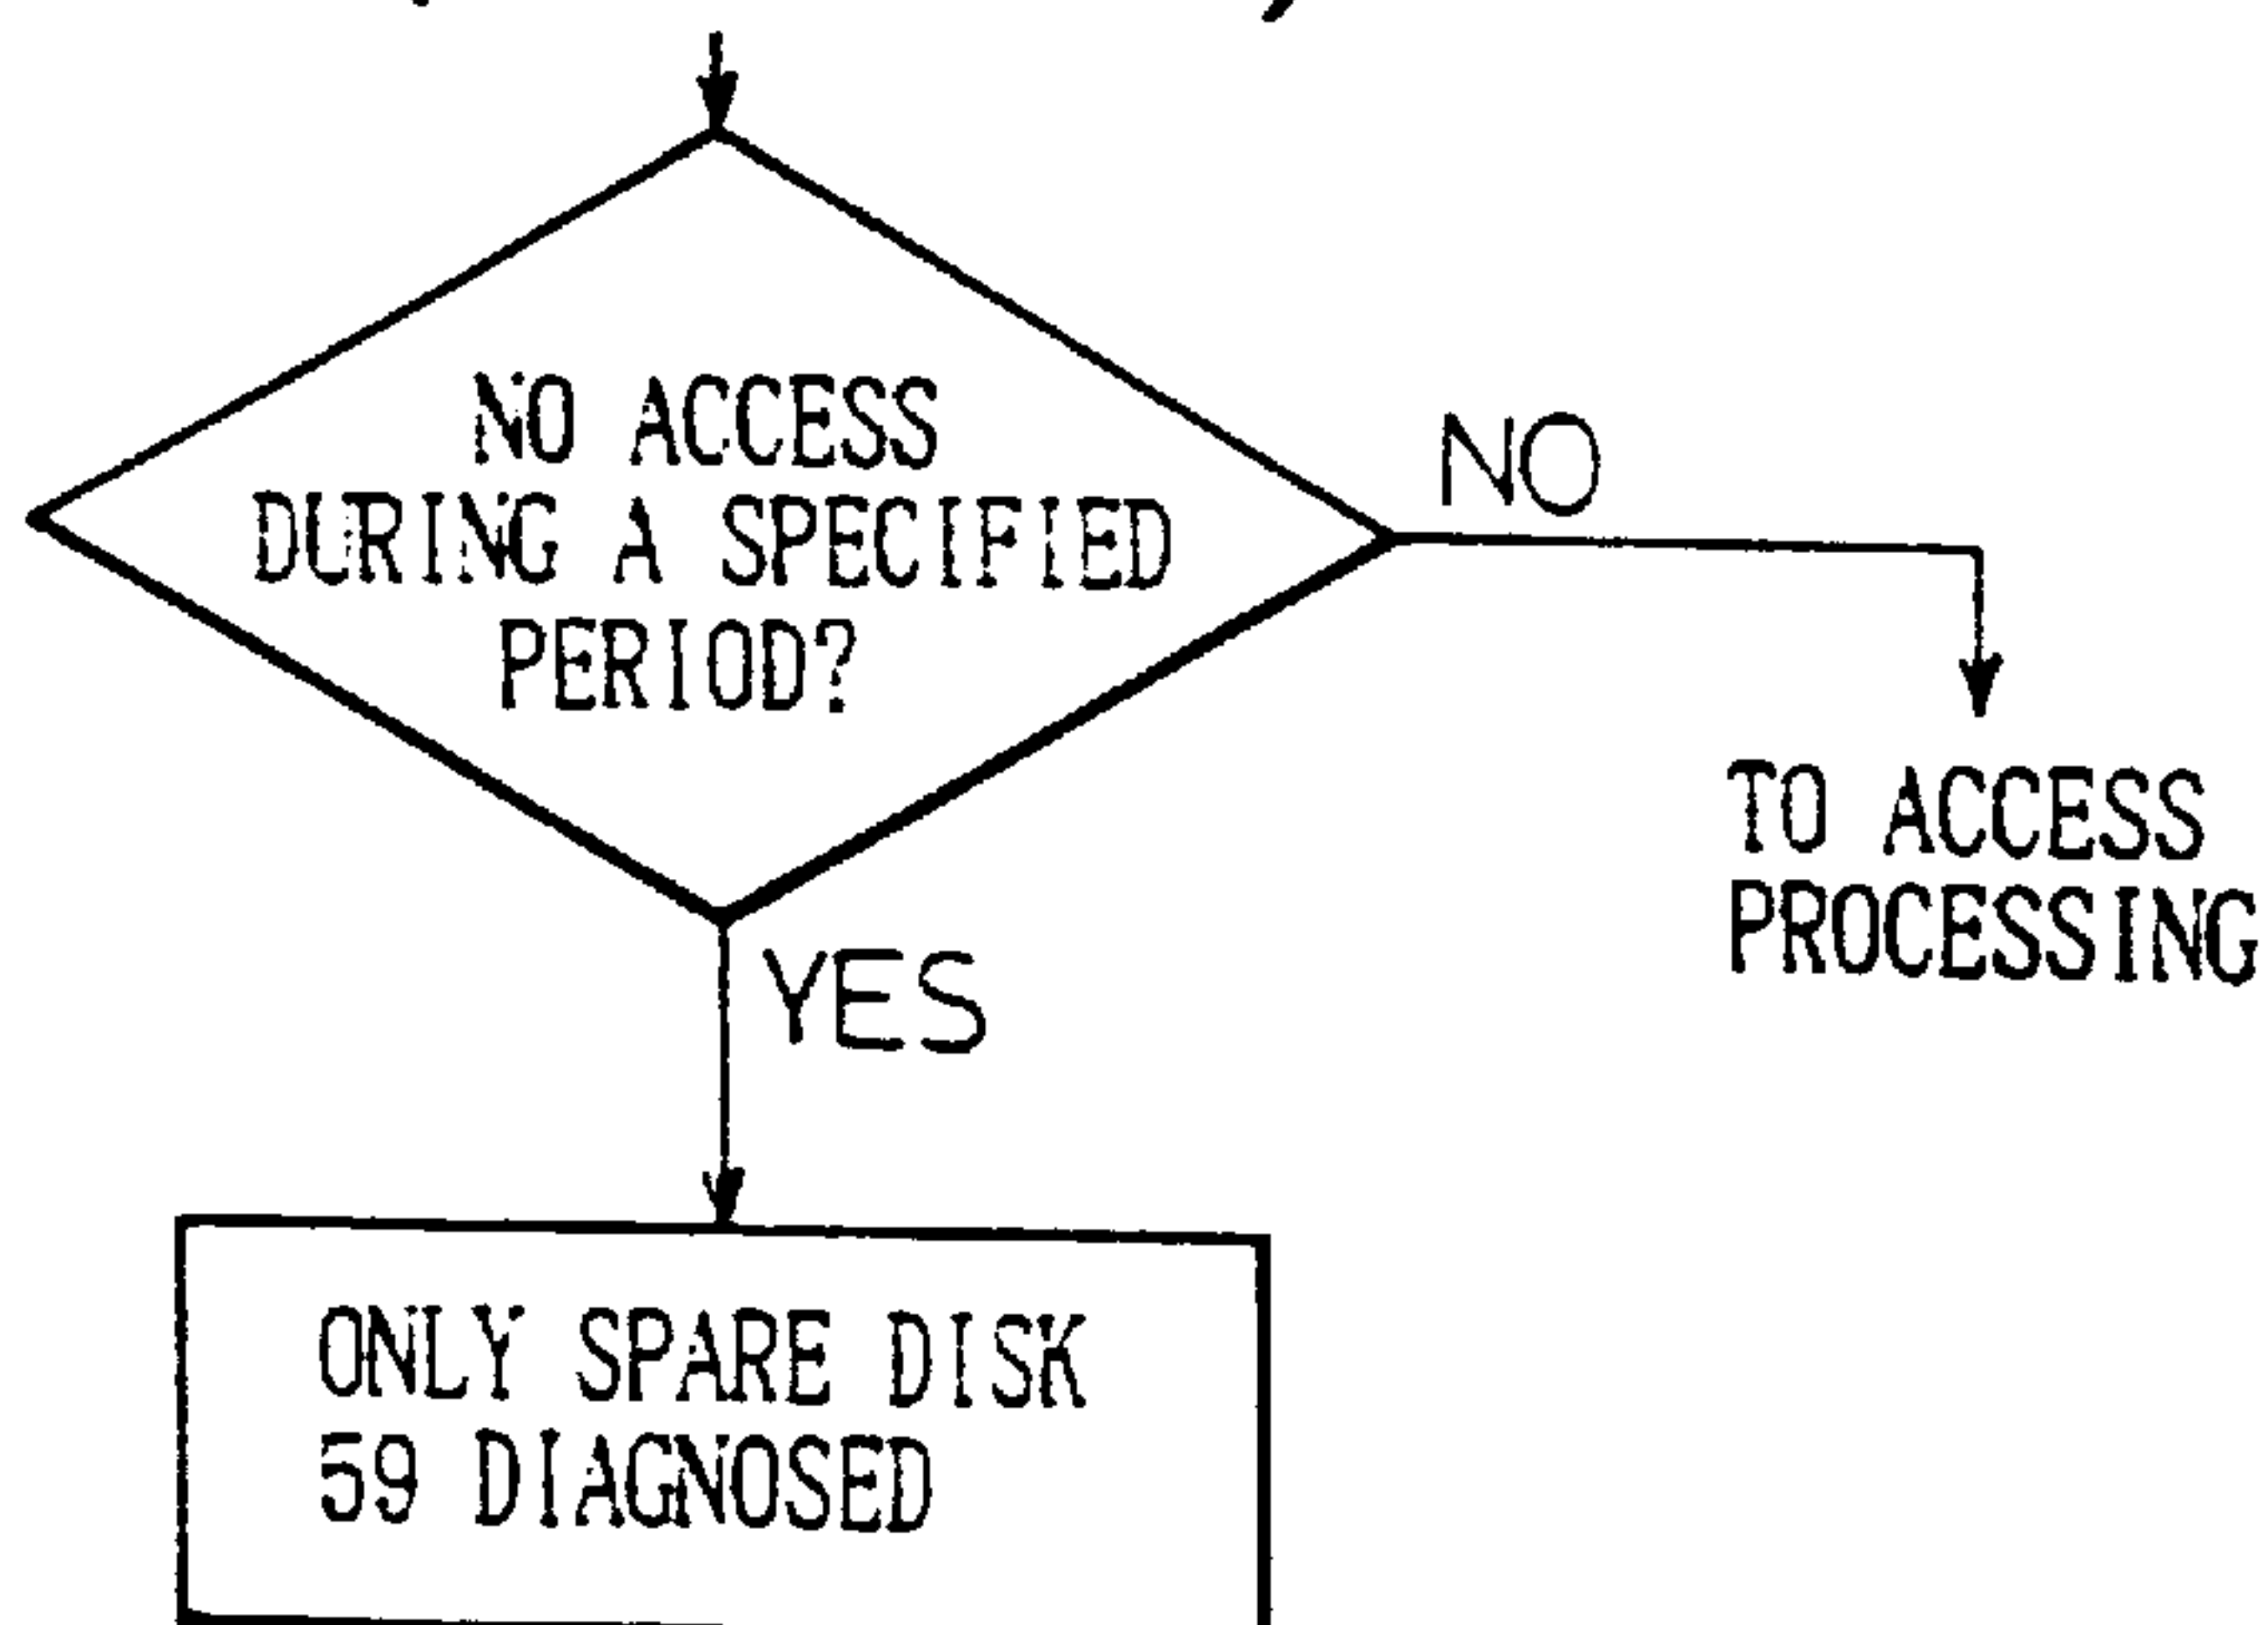 NO ACCESS
DURING A SPECIFIED
PERIOD?
NO
TO ACCESS
PROCESSING
YES
ONLY SPARE DISK
59 DIAGNOSED